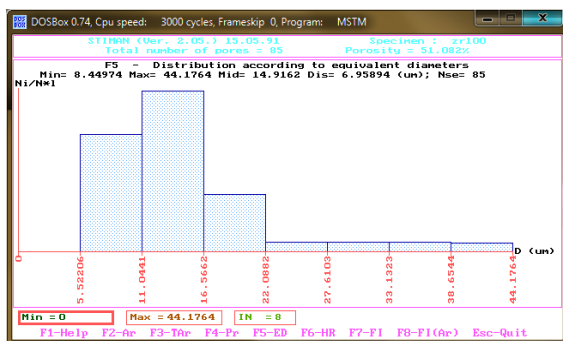 DOSBox 0.74, Cpu speed: 3000 cycles, Frameskip 0, Program: MSTM
STIMAN (Ver. 2.05.) 15.05.91 Specimen : zr100
Total number of pores = 85 Porosity = 51.082%
F5 - Distribution according to equivalent diameters
Min= 8.44974 Max= 44.1764 Mid= 14.9162 Dis= 6.95894 (um); Nse= 85
Ni/N*l
D (um)
0
5.52206
11.0441
16.5662
22.0882
27.6103
33.1323
38.6544
44.1764
Min = 0 Max = 44.1764 IN = 8
F1-Help F2-Ar F3-TAr F4-Pr F5-ED F6-HR F7-FI F8-FI(Ar) Esc-Quit